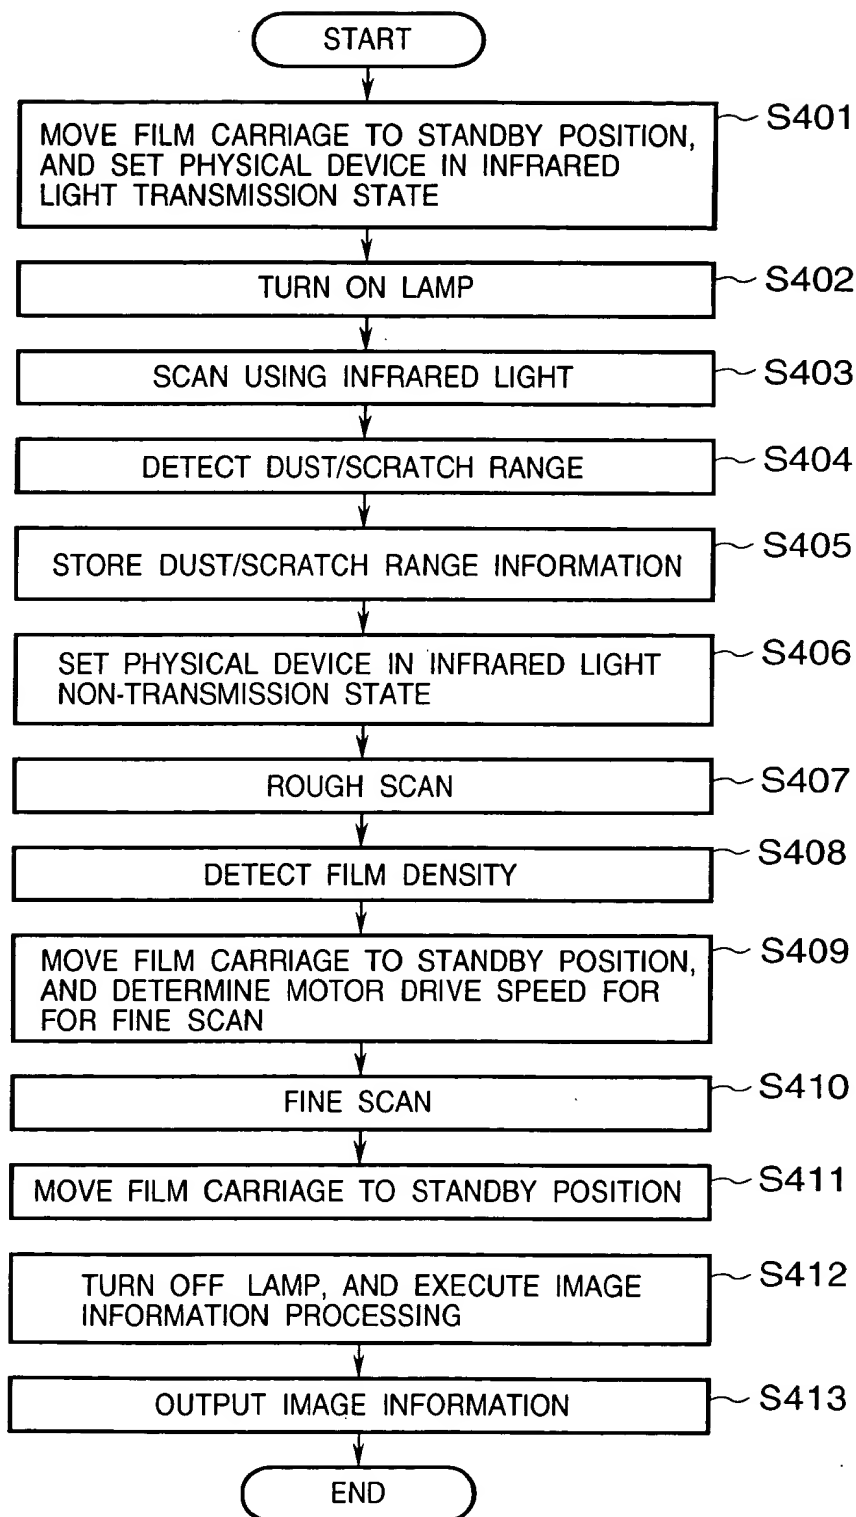 START
MOVE FILM CARRIAGE TO STANDBY POSITION,
AND SET PHYSICAL DEVICE IN INFRARED
LIGHT TRANSMISSION STATE
S401
TURN ON LAMP
S402
SCAN USING INFRARED LIGHT
S403
DETECT DUST/SCRATCH RANGE
S404
STORE DUST/SCRATCH RANGE INFORMATION
S405
SET PHYSICAL DEVICE IN INFRARED LIGHT
NON-TRANSMISSION STATE
S406
ROUGH SCAN
S407
DETECT FILM DENSITY
S408
MOVE FILM CARRIAGE TO STANDBY POSITION,
AND DETERMINE MOTOR DRIVE SPEED FOR
FOR FINE SCAN
S409
FINE SCAN
S410
MOVE FILM CARRIAGE TO STANDBY POSITION
S411
TURN OFF LAMP, AND EXECUTE IMAGE
INFORMATION PROCESSING
S412
OUTPUT IMAGE INFORMATION
S413
END